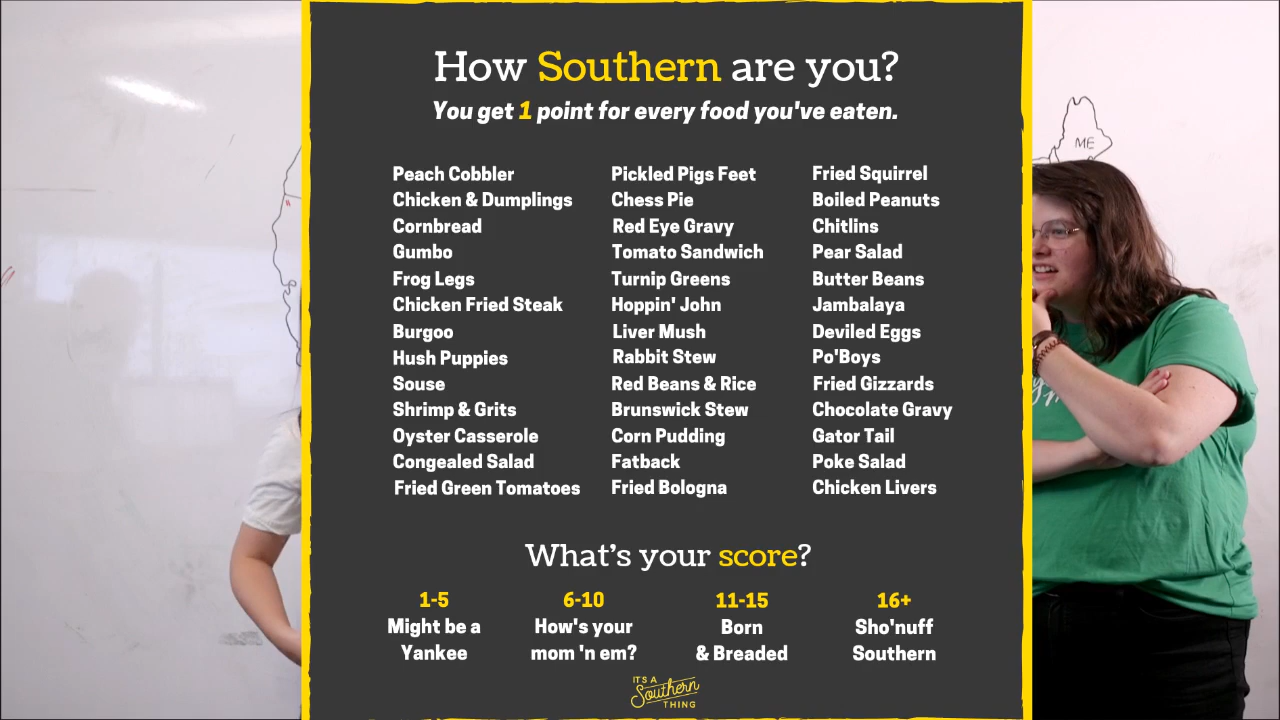 How Southern are you?
You get 1 point for every food you've eaten.
Peach Cobbler
Chicken & Dumplings
Cornbread
Gumbo
Frog Legs
Chicken Fried Steak
Burgoo
Hush Puppies
Souse
Shrimp & Grits
Oyster Casserole
Congealed Salad
Fried Green Tomatoes
Pickled Pigs Feet
Chess Pie
Red Eye Gravy
Tomato Sandwich
Turnip Greens
Hoppin' John
Liver Mush
Rabbit Stew
Red Beans & Rice
Brunswick Stew
Corn Pudding
Fatback
Fried Bologna
Fried Squirrel
Boiled Peanuts
Chitlins
Pear Salad
Butter Beans
Jambalaya
Deviled Eggs
Po'Boys
Fried Gizzards
Chocolate Gravy
Gator Tail
Poke Salad
Chicken Livers
What's your score?
1-5
Might be a
Yankee
6-10
How's your
mom 'n em?
11-15
Born
& Breaded
16+
Sho'nuff
Southern
IT'S A
Southern
THING
ME